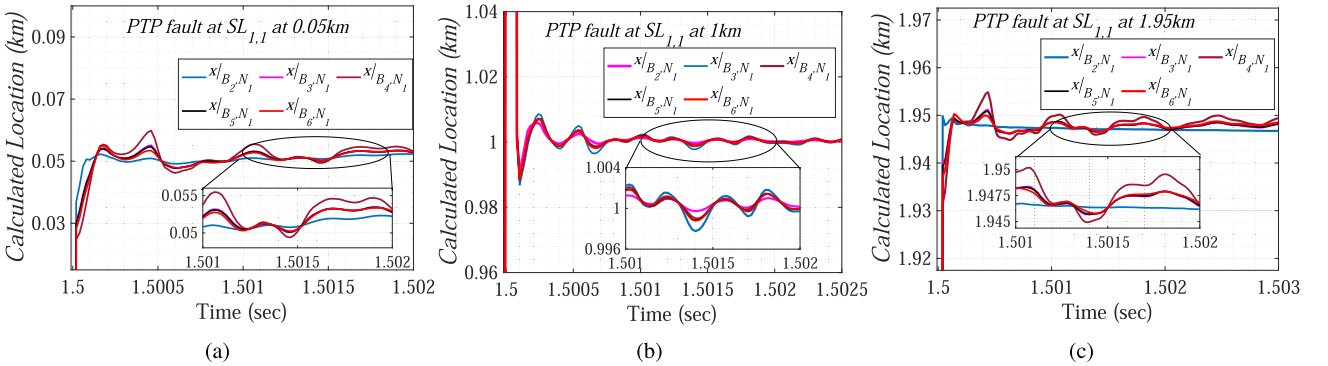 Calculated Location (km)
PTP fault at SL1,1 at 0.05km
x/B2,N1 x/B3,N1 x/B4,N1
x/B5,N1 x/B6,N1
0.09
0.07
0.05
0.03
0.055
0.05
1.501 1.5015 1.502
1.5 1.5005 1.501 1.5015 1.502
Time (sec)
(a)
Calculated Location (km)
PTP fault at SL1,1 at 1km
x/B2,N1 x/B3,N1 x/B4,N1
x/B5,N1 x/B6,N1
1.04
1.02
1
0.98
0.96
1.004
1
0.996
1.501 1.5015 1.502
1.5 1.5005 1.501 1.5015 1.502 1.5025
Time (sec)
(b)
Calculated Location (km)
PTP fault at SL1,1 at 1.95km
x/B2,N1 x/B3,N1 x/B4,N1
x/B5,N1 x/B6,N1
1.97
1.96
1.95
1.94
1.93
1.92
1.95
1.9475
1.945
1.501 1.5015 1.502
1.5 1.501 1.502 1.503
Time (sec)
(c)